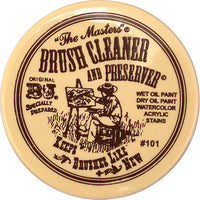 "The Masters"®
BRUSH CLEANER
AND PRESERVER®
ORIGINAL
B&J
SPECIALLY
PREPARED
WET OIL PAINT
DRY OIL PAINT
WATERCOLOR
ACRYLIC
STAINS
#101
KEEPS
BRUSHES LIKE
NEW